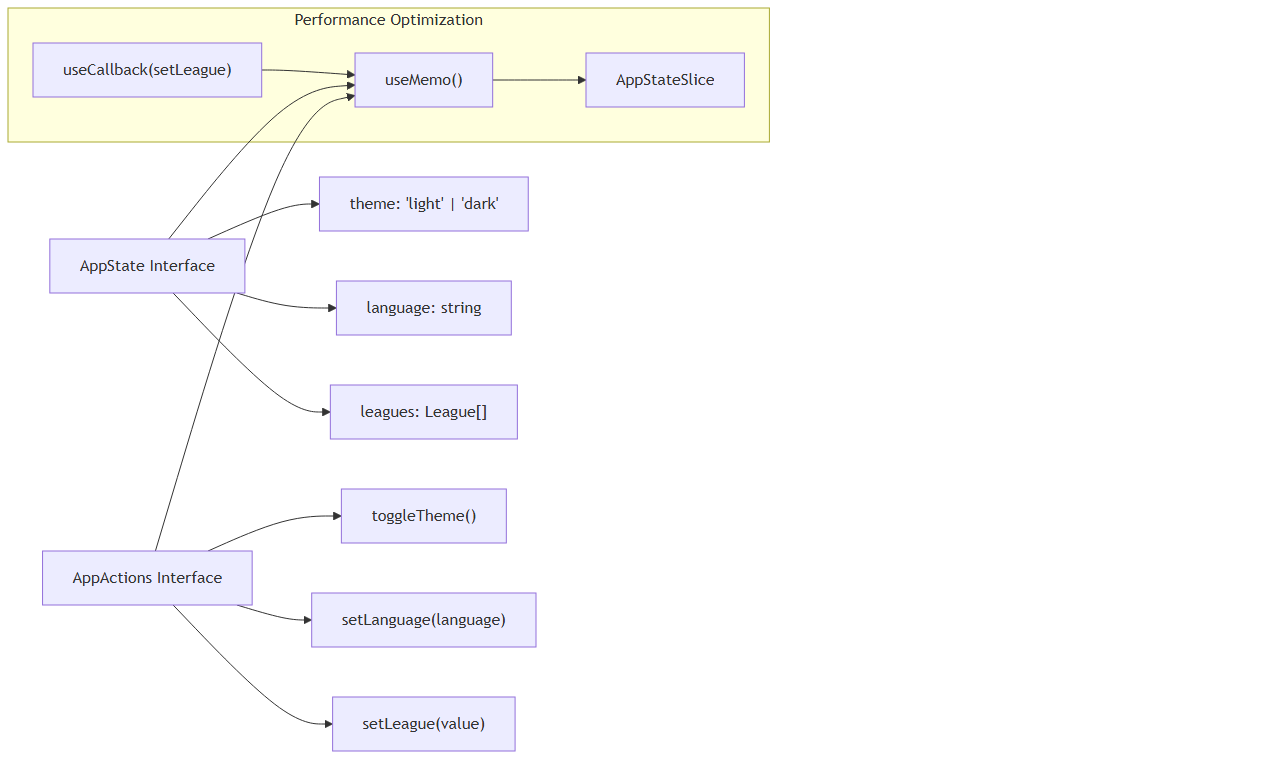 Performance Optimization
useCallback(setLeague)
useMemo()
AppStateSlice
theme: 'light' | 'dark'
AppState Interface
language: string
leagues: League[]
toggleTheme()
AppActions Interface
setLanguage(language)
setLeague(value)